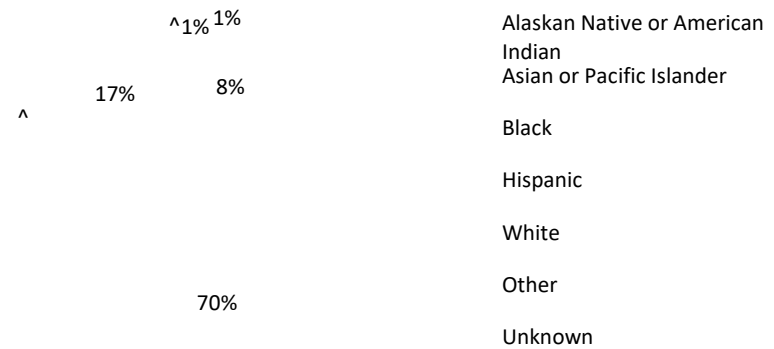 ^1% 1%
Alaskan Native or American
Indian
17% 8%
Asian or Pacific Islander
^
Black
Hispanic
White
70%
Other
Unknown